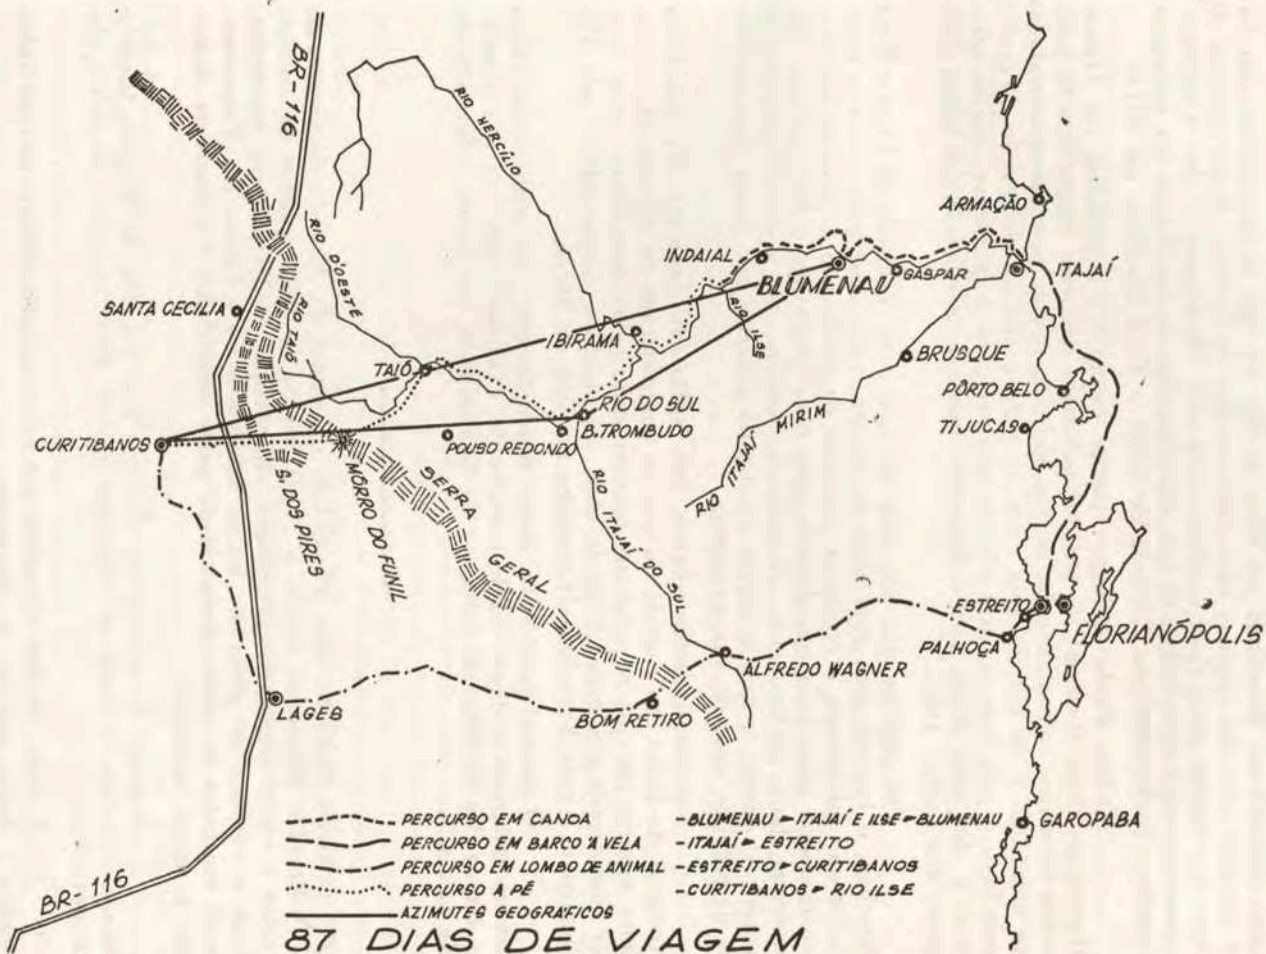 BR-116
RIO HERCÍLIO
ARMAÇÃO
RIO D'OESTE
INDAIAL
BLUMENAU
GASPAR
ITAJAÍ
SANTA CECILIA
RIO TAIÓ
RIO ILSE
IBIRAMA
TAIÓ
BRUSQUE
PÔRTO BELO
RIO DO SUL
TIJUCAS
CURITIBANOS
B. TROMBUDO
POUSO REDONDO
RIO ITAJAÍ MIRIM
S. DOS PIRES
MÔRRO DO FUNIL
SERRA GERAL
RIO ITAJAÍ DO SUL
ESTREITO
FLORIANÓPOLIS
PALHOÇA
ALFREDO WAGNER
LAGES
BOM RETIRO
PERCURSO EM CANOA - BLUMENAU ► ITAJAÍ E ILSE ► BLUMENAU
GAROPABA
PERCURSO EM BARCO À VELA - ITAJAÍ ► ESTREITO
PERCURSO EM LOMBO DE ANIMAL - ESTREITO ► CURITIBANOS
PERCURSO A PÉ - CURITIBANOS ► RIO ILSE
BR-116
AZIMUTES GEOGRÁFICOS
87 DIAS DE VIAGEM